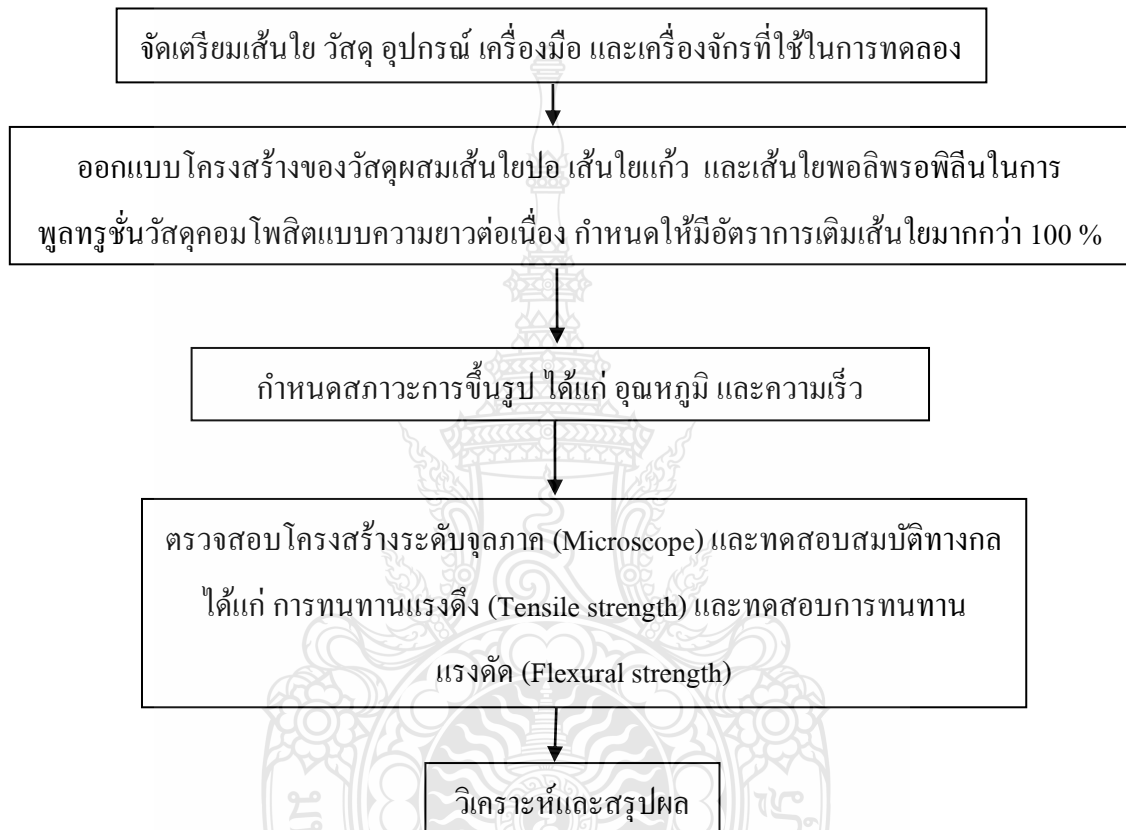 จัดเตรียมเส้นใย วัสดุ อุปกรณ์ เครื่องมือ และเครื่องจักรที่ใช้ในการทดลอง
ออกแบบโครงสร้างของวัสดุผสมเส้นใยปอ เส้นใยแก้ว และเส้นใยพอลิพรอพิลีนในการ
พูลทรูชั่นวัสดุคอมโพสิตแบบความยาวต่อเนื่อง กำหนดให้มีอัตราการเติมเส้นใยมากกว่า 100 %
กำหนดสภาวะการขึ้นรูป ได้แก่ อุณหภูมิ และความเร็ว
ตรวจสอบโครงสร้างระดับจุลภาค (Microscope) และทดสอบสมบัติทางกล
ได้แก่ การทนทานแรงดึง (Tensile strength) และทดสอบการทนทาน
แรงดัด (Flexural strength)
วิเคราะห์และสรุปผล